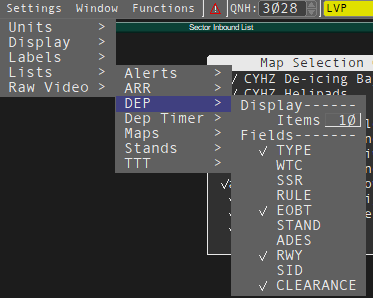 Settings Window Functions QNH: 3028 LVP
Sector Inbound List
Units >
Display >
Labels >
Lists >
Raw Video >
Alerts >
ARR >
DEP >
Dep Timer >
Maps >
Stands >
TTT >
Display------
Items 10
Fields------
✓ TYPE
WTC
SSR
RULE
✓ EOBT
STAND
ADES
✓ RWY
SID
✓ CLEARANCE
Map Selection
✓ CYHZ De-icing Ba
✓ CYHZ Helipads